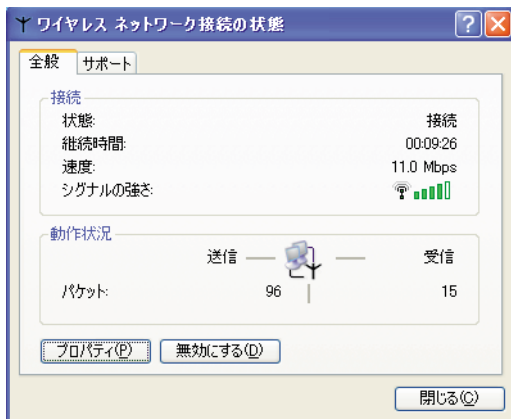 ワイヤレス ネットワーク接続の状態
全般 サポート
接続
状態: 接続
継続時間: 00:09:26
速度: 11.0 Mbps
シグナルの強さ:
動作状況
送信 受信
パケット: 96 15
プロパティ(P) 無効にする(D)
閉じる(C)